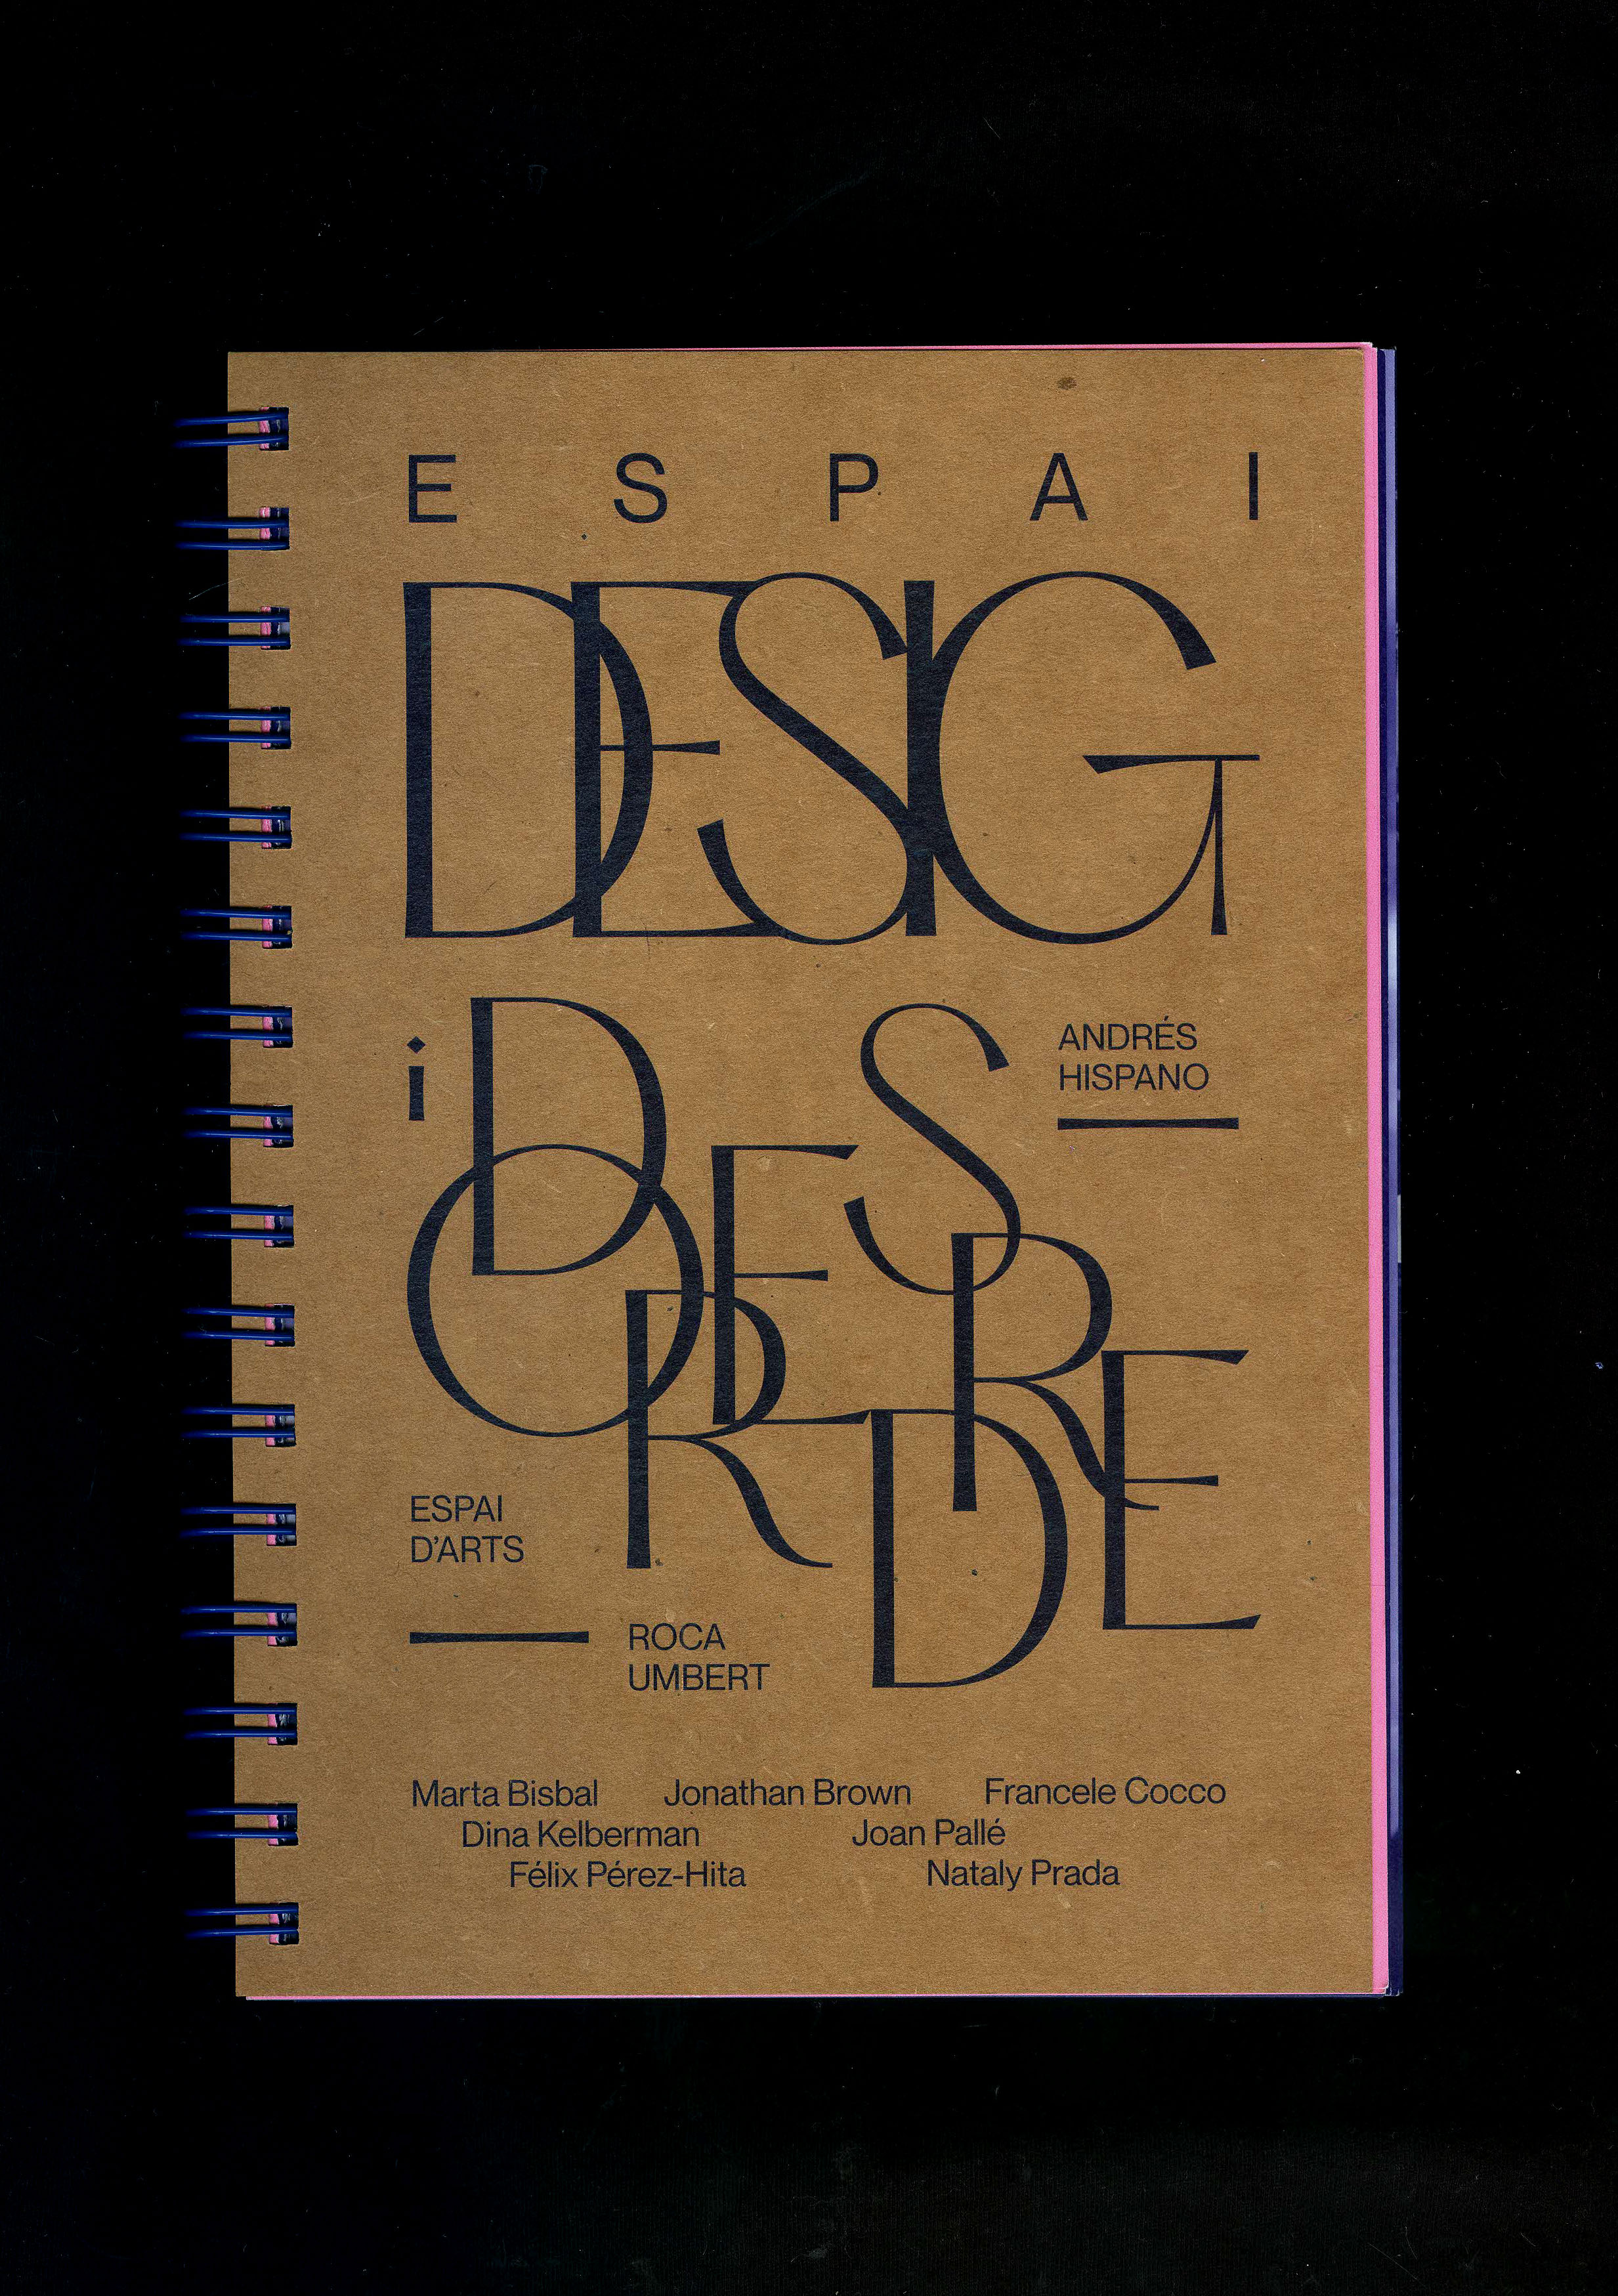 ESPAI
DESIG
i DESORDRE
ANDRÉS
HISPANO
ESPAI
D'ARTS
ROCA
UMBERT
Marta Bisbal Jonathan Brown Francele Cocco
Dina Kelberman Joan Pallé
Félix Pérez-Hita Nataly Prada